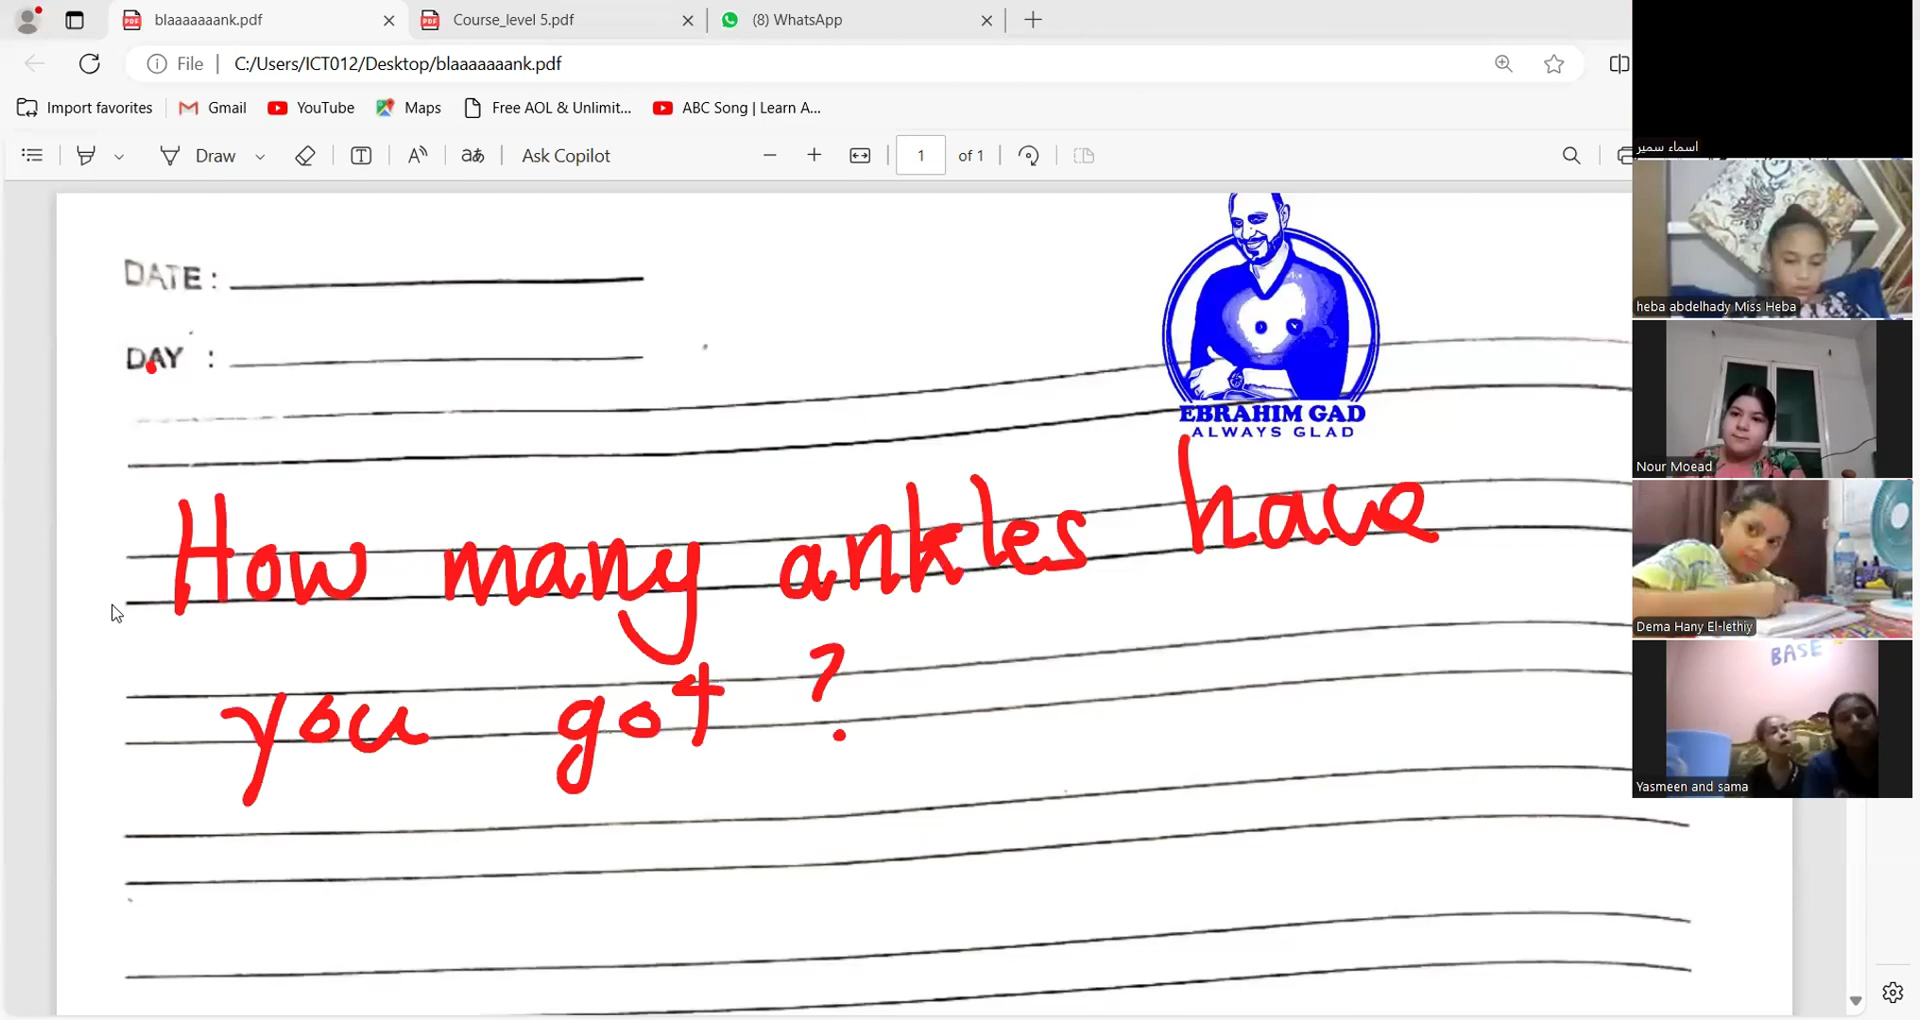 blaaaaaaank.pdf
Course_level 5.pdf
(8) WhatsApp
File
C:/Users/ICT012/Desktop/blaaaaaaank.pdf
Import favorites
Gmail
YouTube
Maps
Free AOL & Unlimit...
ABC Song | Learn A...
Draw
aあ
Ask Copilot
1
of 1
DATE :
DAY :
EBRAHIM GAD
ALWAYS GLAD
How many ankles have
you got ?
اسماء سمير
heba abdelhady Miss Heba
Nour Moead
Dema Hany El-lethiy
BASE
Yasmeen and sama